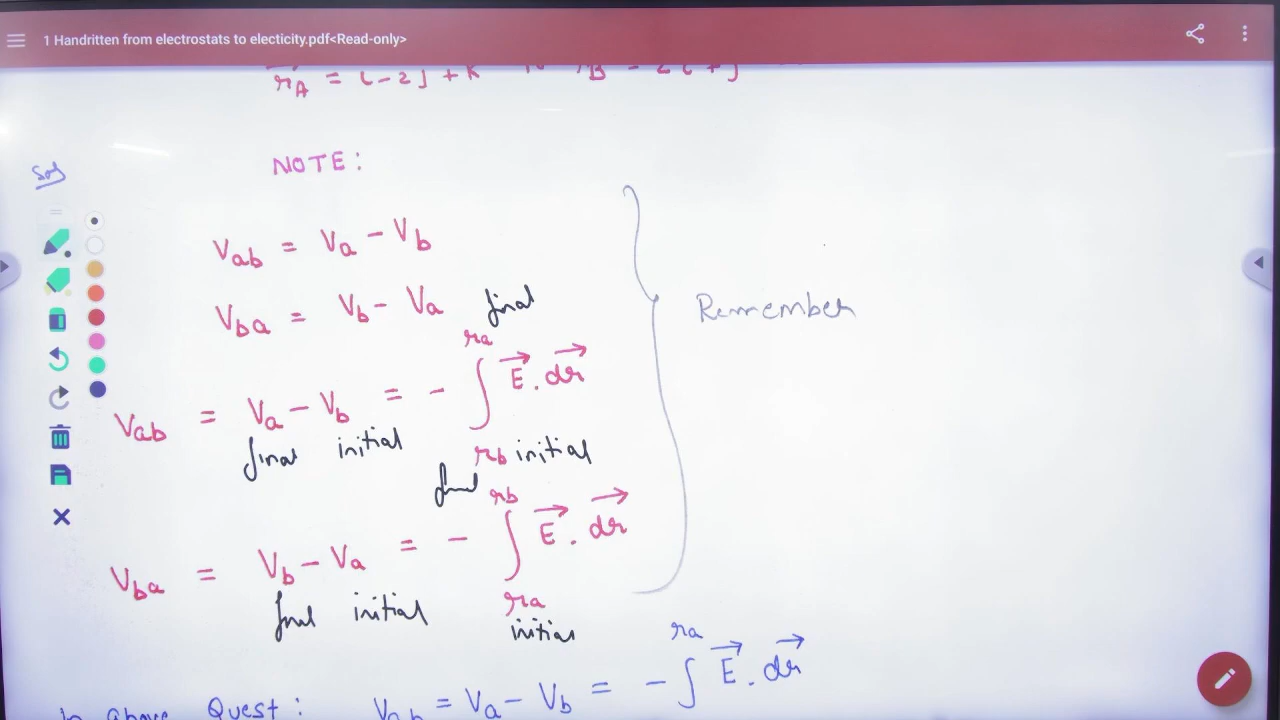 1 Handritten from electrostats to electicity.pdf<Read-only>
NOTE:
Sol
Vab = Va - Vb
Vba = Vb - Va final
ra
Vab = Va - Vb = - ∫ E . dr
final initial rb initial
final rb
Vba = Vb - Va = - ∫ E . dr
final initial ra
initial
Remember
ra
In above Quest: Vab = Va - Vb = - ∫ E . dr